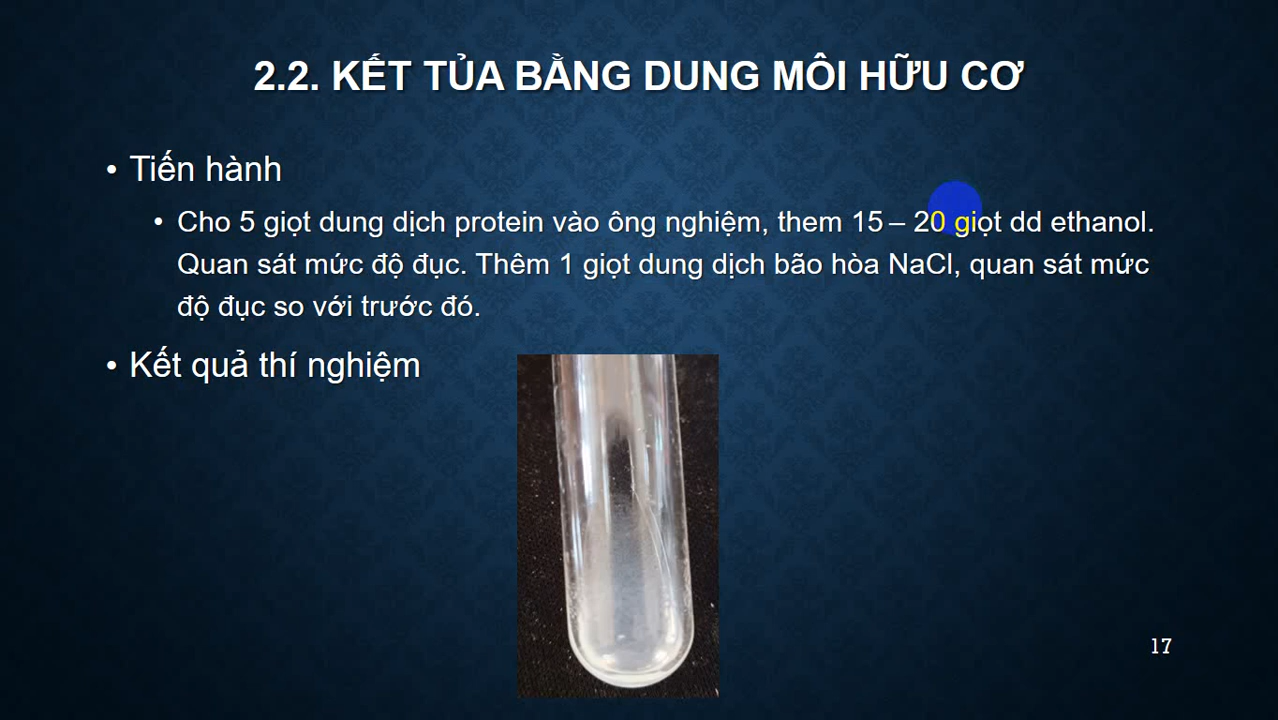 2.2. KẾT TỦA BẰNG DUNG MÔI HỮU CƠ
• Tiến hành
• Cho 5 giọt dung dịch protein vào ông nghiệm, them 15 – 20 giọt dd ethanol.
Quan sát mức độ đục. Thêm 1 giọt dung dịch bão hòa NaCl, quan sát mức
độ đục so với trước đó.
• Kết quả thí nghiệm
17